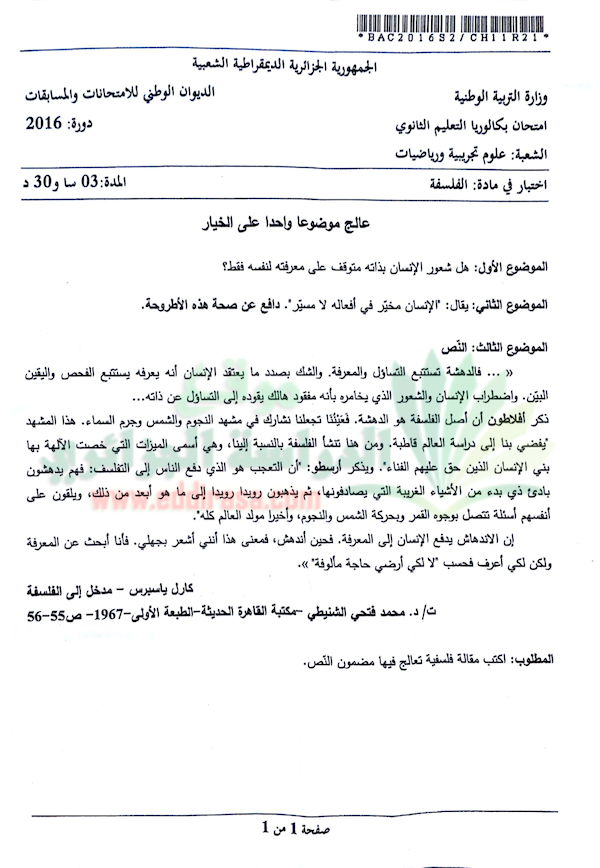 *BAC2016S2/CH11R21*
الجمهورية الجزائرية الديمقراطية الشعبية
وزارة التربية الوطنية الديوان الوطني للامتحانات والمسابقات
امتحان بكالوريا التعليم الثانوي دورة: 2016
الشعبة: علوم تجريبية ورياضيات
اختبار في مادة: الفلسفة المدة: 03 سا و30 د
عالج موضوعا واحدا على الخيار
الموضوع الأول: هل شعور الإنسان بذاته متوقف على معرفته لنفسه فقط؟
الموضوع الثاني: يقال: "الإنسان مخيّر في أفعاله لا مسيّر". دافع عن صحة هذه الأطروحة.
الموضوع الثالث: النّص
« ... فالدهشة تستتبع التساؤل والمعرفة. والشك بصدد ما يعتقد الإنسان أنه يعرفه يستتبع الفحص واليقين
البيّن. واضطراب الإنسان والشعور الذي يخامره بأنه مفقود هالك يقوده إلى التساؤل عن ذاته...
ذكر أفلاطون أن أصل الفلسفة هو الدهشة. فعَيْنُنَا تجعلنا نشارك في مشهد النجوم والشمس وجرم السماء. هذا المشهد
"يفضي بنا إلى دراسة العالم قاطبة. ومن هنا تنشأ الفلسفة بالنسبة إلينا، وهي أسمى الميزات التي خصت الآلهة بها
بني الإنسان الذين حق عليهم الفناء". ويذكر أرسطو: "أن التعجب هو الذي دفع الناس إلى التفلسف: فهم يدهشون
بادئ ذي بدء من الأشياء الغريبة التي يصادفونها، ثم يذهبون رويدا رويدا إلى ما هو أبعد من ذلك، ويلقون على
أنفسهم أسئلة تتصل بوجوه القمر وبحركة الشمس والنجوم، وأخيرا مولد العالم كله".
إن الاندهاش يدفع الإنسان إلى المعرفة. فحين أندهش، فمعنى هذا أنني أشعر بجهلي. فأنا أبحث عن المعرفة
ولكن لكي أعرف فحسب "لا لكي أرضي حاجة مألوفة" ».
كارل ياسبرس – مدخل إلى الفلسفة
ت/ د. محمد فتحي الشنيطي –مكتبة القاهرة الحديثة–الطبعة الأولى–1967– ص55–56
المطلوب: اكتب مقالة فلسفية تعالج فيها مضمون النّص.
موقع
الدراسة الجزائري
www.eddirasa.com
صفحة 1 من 1